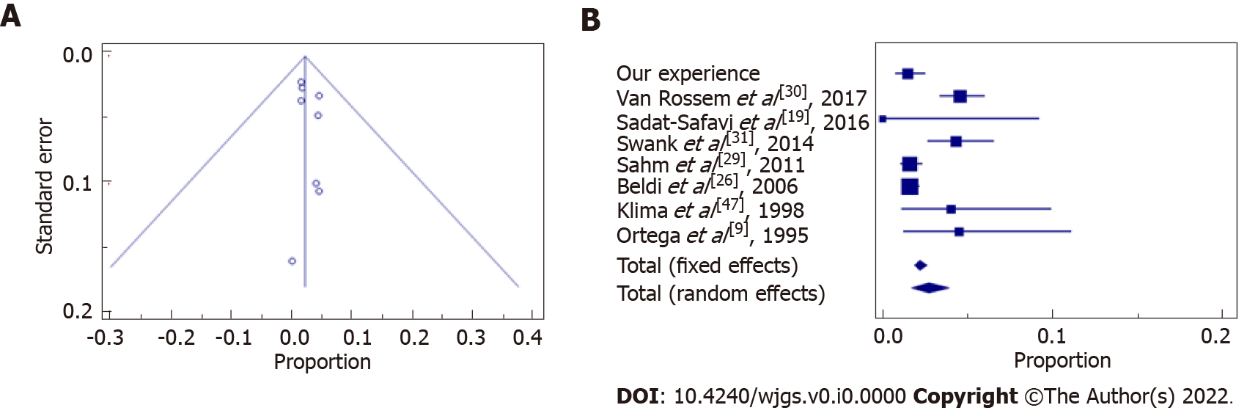 A
0.0
0.1
0.2
Standard error
-0.3 -0.2 -0.1 0.0 0.1 0.2 0.3 0.4
Proportion
B
Our experience
Van Rossem et al[30], 2017
Sadat-Safavi et al[19], 2016
Swank et al[31], 2014
Sahm et al[29], 2011
Beldi et al[26], 2006
Klima et al[47], 1998
Ortega et al[9], 1995
Total (fixed effects)
Total (random effects)
0.0 0.1 0.2
Proportion
DOI: 10.4240/wjgs.v0.i0.0000 Copyright ©The Author(s) 2022.